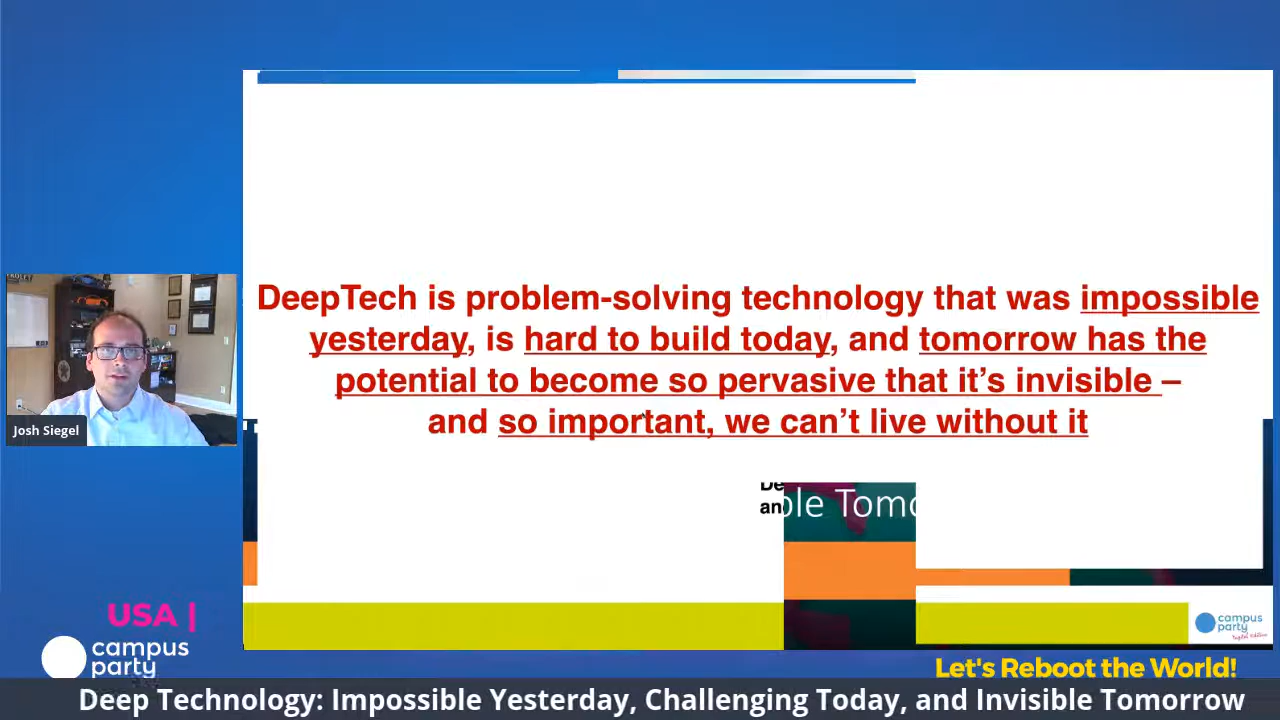 DeepTech is problem-solving technology that was impossible
yesterday, is hard to build today, and tomorrow has the
potential to become so pervasive that it's invisible –
and so important, we can't live without it
Josh Siegel
De
an
ble Tomo
campus
party
Digital Edition
USA |
campus
party
Let's Reboot the World!
Deep Technology: Impossible Yesterday, Challenging Today, and Invisible Tomorrow